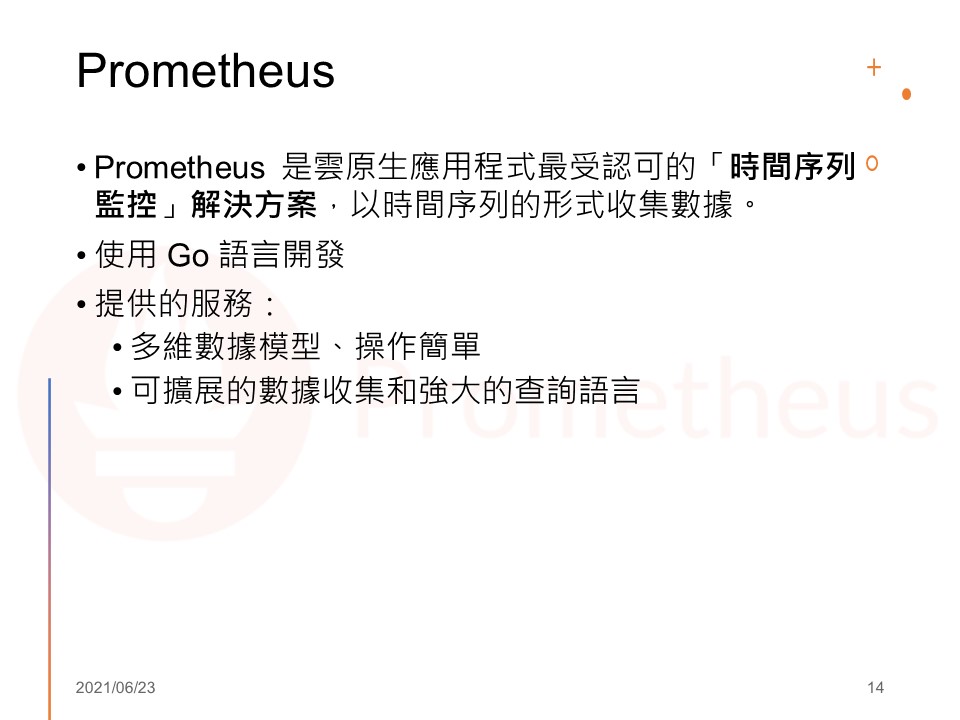 Prometheus
• Prometheus 是雲原生應用程式最受認可的「時間序列
監控」解決方案，以時間序列的形式收集數據。
• 使用 Go 語言開發
• 提供的服務：
• 多維數據模型、操作簡單
• 可擴展的數據收集和強大的查詢語言
Prometheus
2021/06/23
14